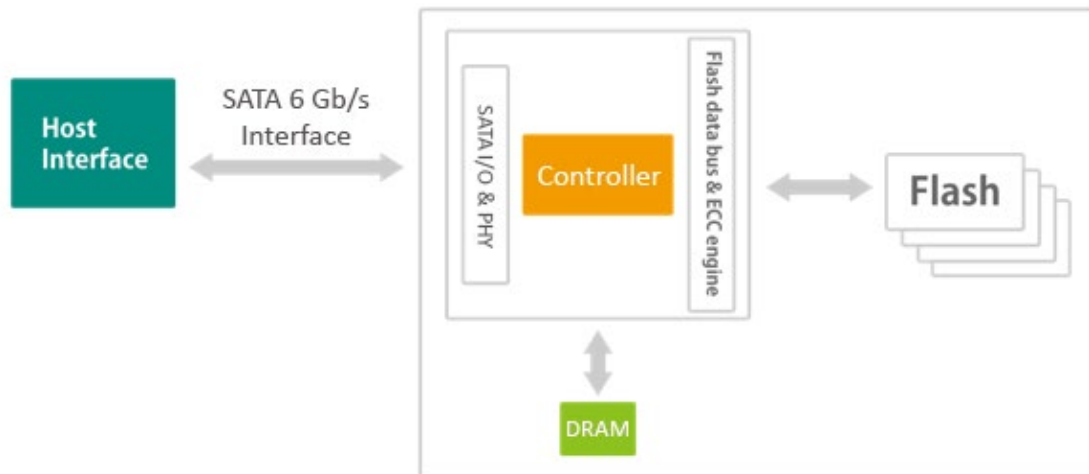 Host
Interface
SATA 6 Gb/s
Interface
SATA I/O & PHY
Controller
Flash data bus & ECC engine
Flash
DRAM